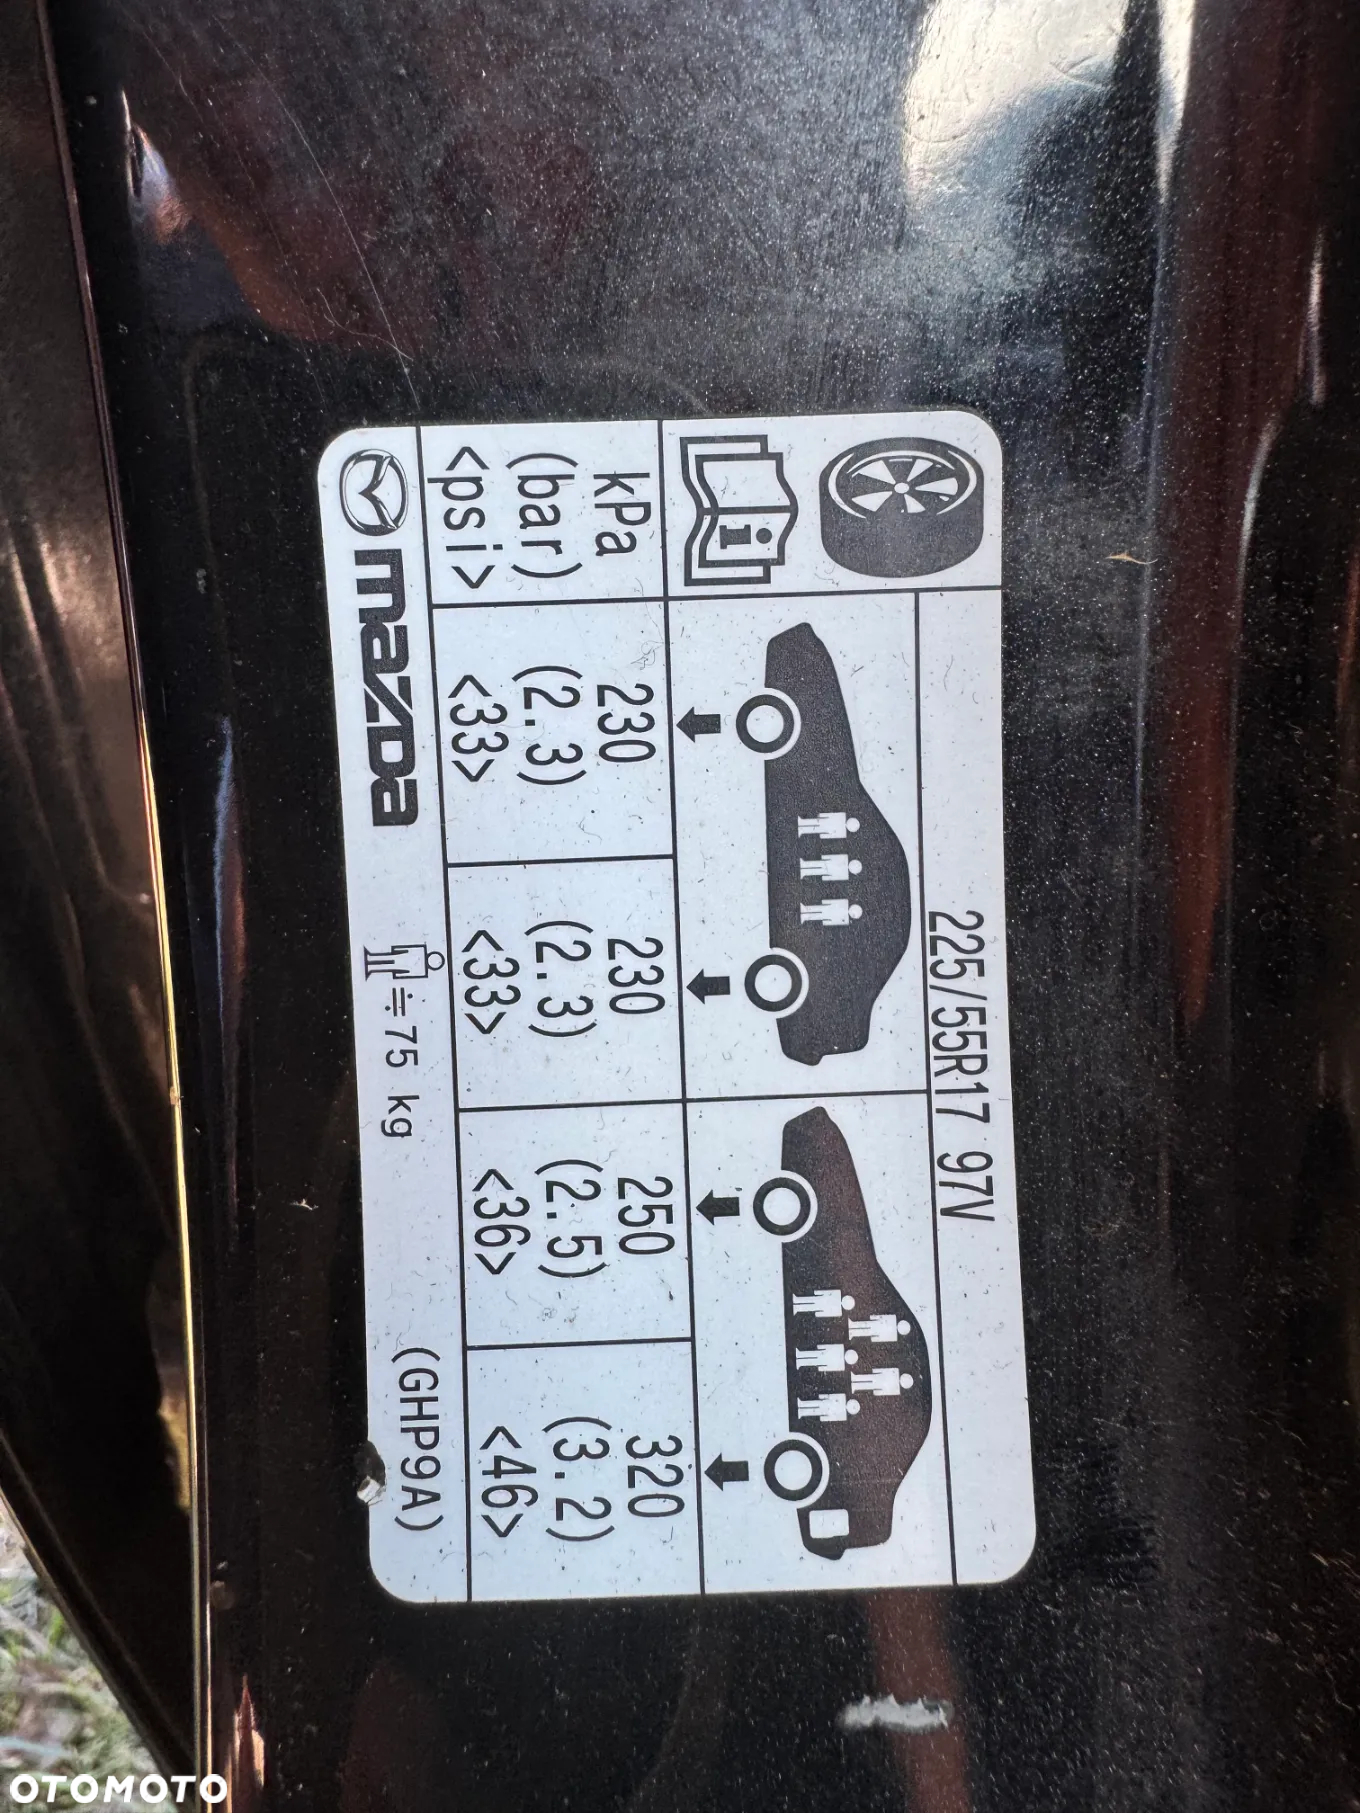 225/55R17 97V
kPa 230 230 250 320
(bar) (2.3) (2.3) (2.5) (3.2)
<psi> <33> <33> <36> <46>
mazda ≑75 kg (GHP9A)
OTOMOTO